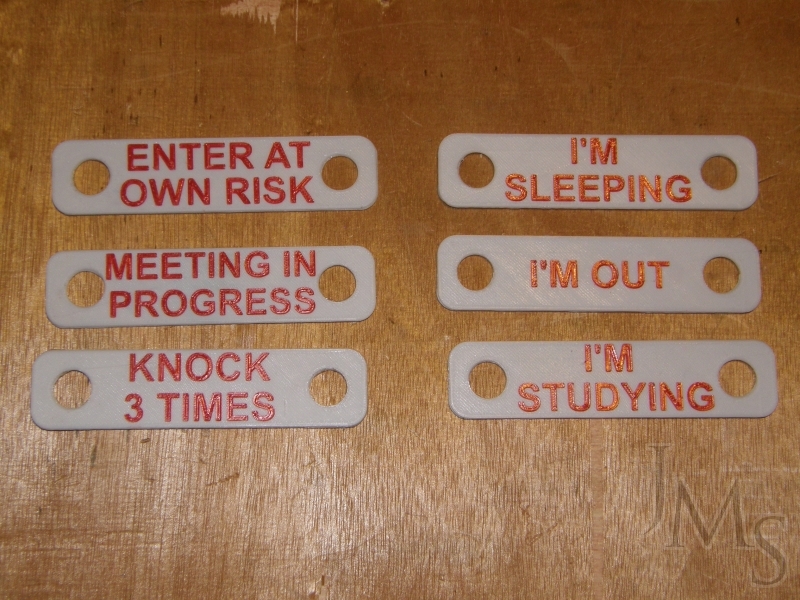 ENTER AT
OWN RISK
MEETING IN
PROGRESS
KNOCK
3 TIMES
I'M
SLEEPING
I'M OUT
I'M
STUDYING
JMS